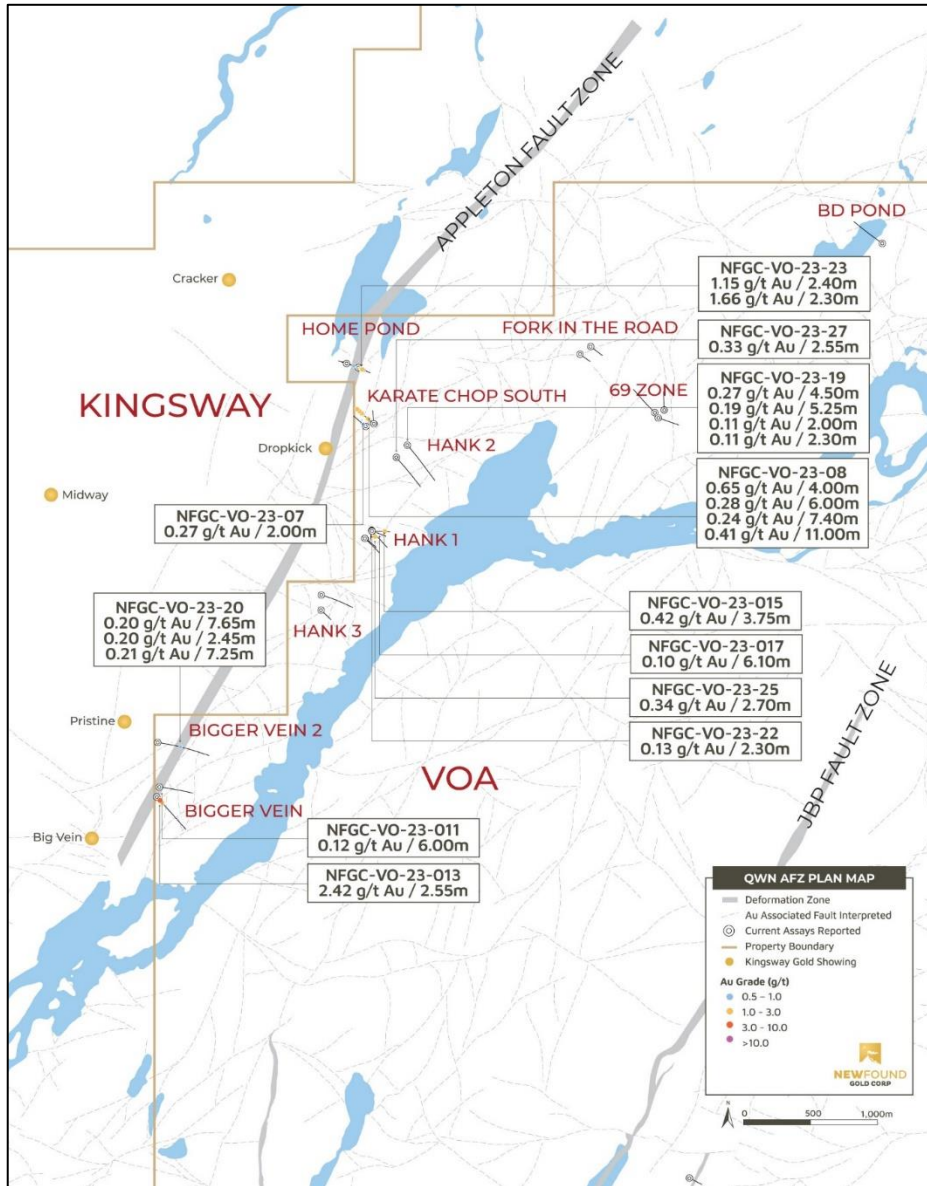 APPLETON FAULT ZONE
BD POND
Cracker
NFGC-VO-23-23
1.15 g/t Au / 2.40m
1.66 g/t Au / 2.30m
HOME POND
FORK IN THE ROAD
NFGC-VO-23-27
0.33 g/t Au / 2.55m
KINGSWAY
KARATE CHOP SOUTH
69 ZONE
NFGC-VO-23-19
0.27 g/t Au / 4.50m
0.19 g/t Au / 5.25m
0.11 g/t Au / 2.00m
0.11 g/t Au / 2.30m
Dropkick
HANK 2
Midway
NFGC-VO-23-08
0.65 g/t Au / 4.00m
0.28 g/t Au / 6.00m
0.24 g/t Au / 7.40m
0.41 g/t Au / 11.00m
NFGC-VO-23-07
0.27 g/t Au / 2.00m
HANK 1
NFGC-VO-23-20
0.20 g/t Au / 7.65m
0.20 g/t Au / 2.45m
0.21 g/t Au / 7.25m
HANK 3
NFGC-VO-23-015
0.42 g/t Au / 3.75m
NFGC-VO-23-017
0.10 g/t Au / 6.10m
NFGC-VO-23-25
0.34 g/t Au / 2.70m
NFGC-VO-23-22
0.13 g/t Au / 2.30m
Pristine
BIGGER VEIN 2
VOA
JBP FAULT ZONE
BIGGER VEIN
Big Vein
NFGC-VO-23-011
0.12 g/t Au / 6.00m
NFGC-VO-23-013
2.42 g/t Au / 2.55m
QWN AFZ PLAN MAP
Deformation Zone
Au Associated Fault Interpreted
Current Assays Reported
Property Boundary
Kingsway Gold Showing
Au Grade (g/t)
0.5 - 1.0
1.0 - 3.0
3.0 - 10.0
>10.0
NEWFOUND
GOLD CORP
N
0 500 1,000m